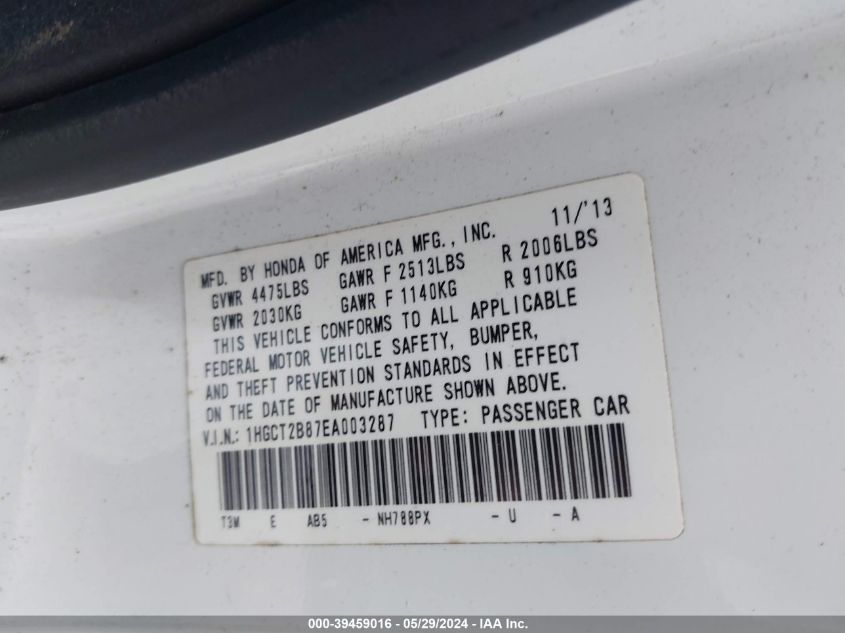 MFD. BY HONDA OF AMERICA MFG., INC. 11/'13
GVWR 4475LBS GAWR F 2513LBS R 2006LBS
GVWR 2030KG GAWR F 1140KG R 910KG
THIS VEHICLE CONFORMS TO ALL APPLICABLE
FEDERAL MOTOR VEHICLE SAFETY, BUMPER,
AND THEFT PREVENTION STANDARDS IN EFFECT
ON THE DATE OF MANUFACTURE SHOWN ABOVE.
V.I.N.: 1HGCT2B87EA003287 TYPE: PASSENGER CAR
T3M E AB5 - NH788PX - U - A
000-39459016 - 05/29/2024 - IAA Inc.